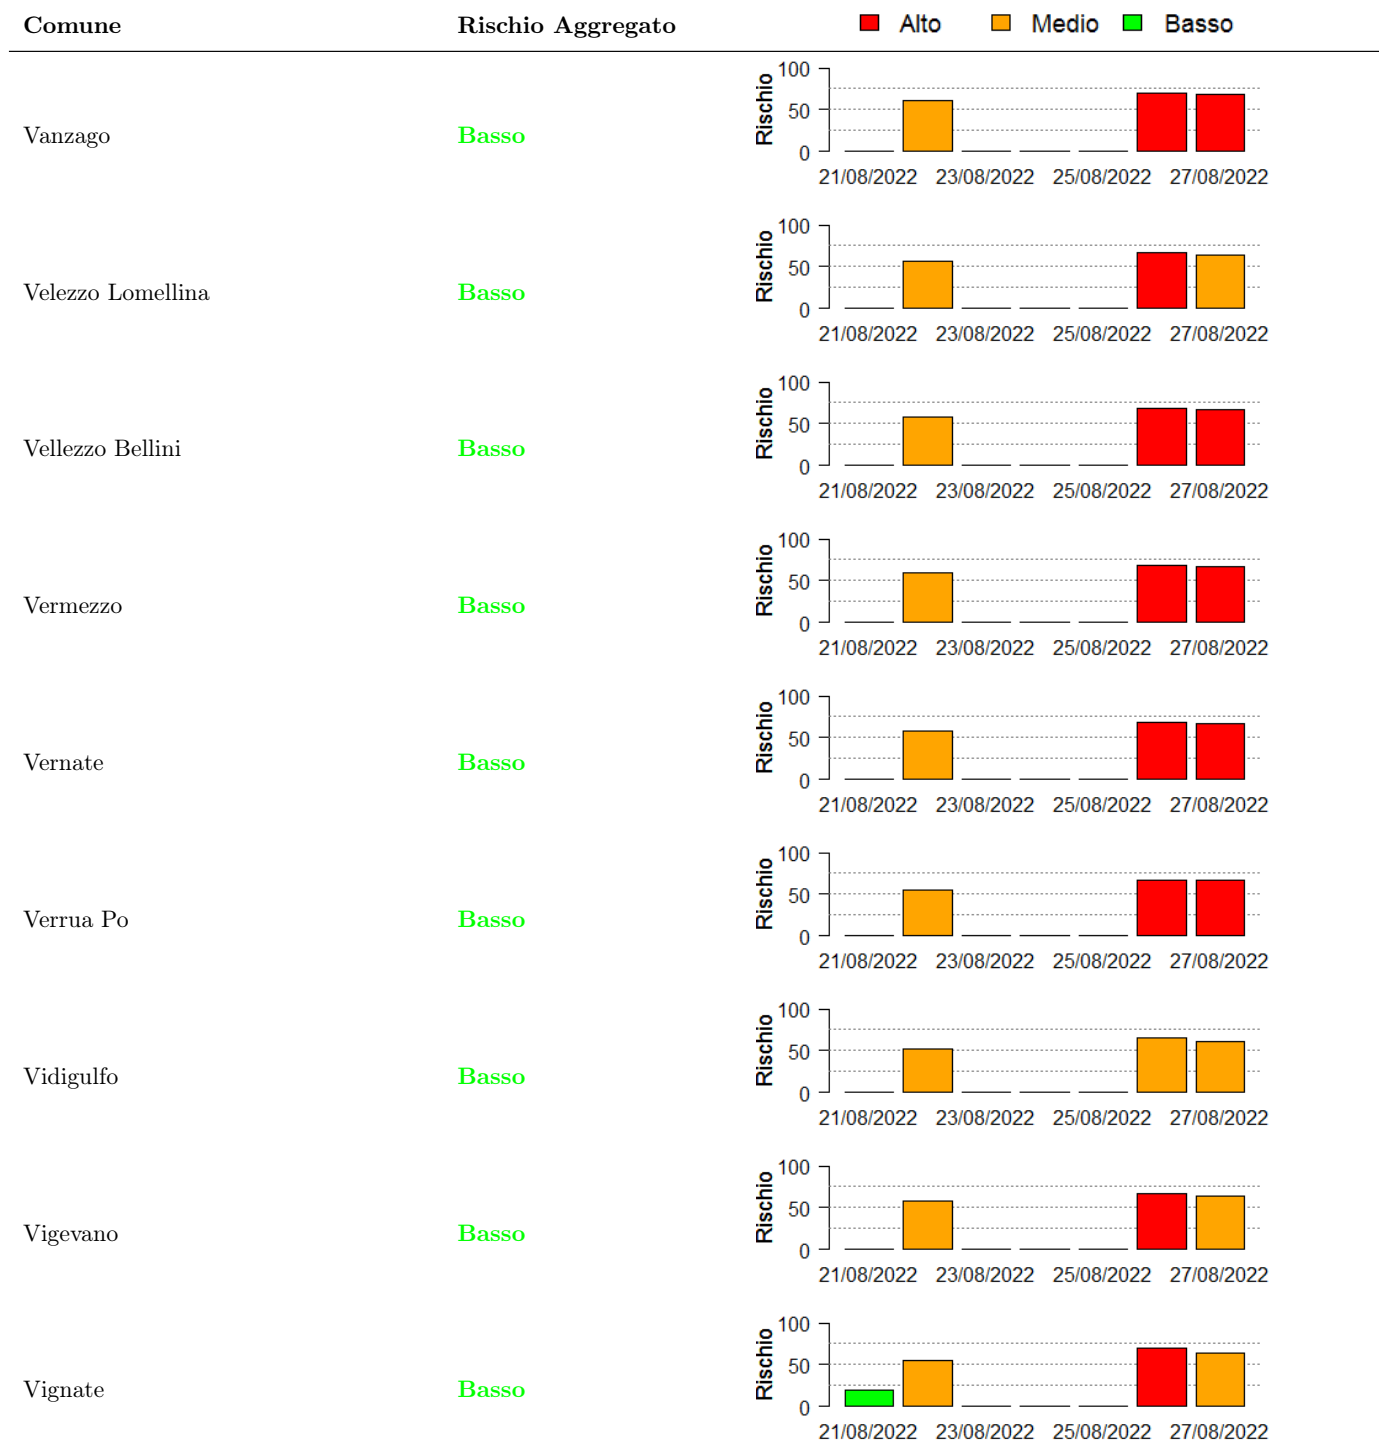 Comune Rischio Aggregato Alto Medio Basso
100
50
0
Rischio
Vanzago Basso
21/08/2022 23/08/2022 25/08/2022 27/08/2022
100
50
0
Rischio
Velezzo Lomellina Basso
21/08/2022 23/08/2022 25/08/2022 27/08/2022
100
50
0
Rischio
Vellezzo Bellini Basso
21/08/2022 23/08/2022 25/08/2022 27/08/2022
100
50
0
Rischio
Vermezzo Basso
21/08/2022 23/08/2022 25/08/2022 27/08/2022
100
50
0
Rischio
Vernate Basso
21/08/2022 23/08/2022 25/08/2022 27/08/2022
100
50
0
Rischio
Verrua Po Basso
21/08/2022 23/08/2022 25/08/2022 27/08/2022
100
50
0
Rischio
Vidigulfo Basso
21/08/2022 23/08/2022 25/08/2022 27/08/2022
100
50
0
Rischio
Vigevano Basso
21/08/2022 23/08/2022 25/08/2022 27/08/2022
100
50
0
Rischio
Vignate Basso
21/08/2022 23/08/2022 25/08/2022 27/08/2022